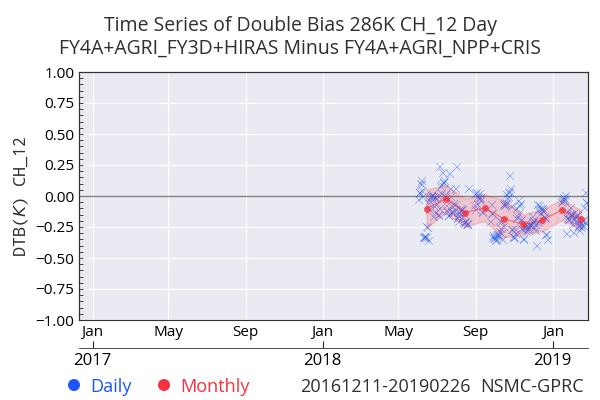 Time Series of Double Bias 286K CH_12 Day
FY4A+AGRI_FY3D+HIRAS Minus FY4A+AGRI_NPP+CRIS
DTB(K) CH_12
1.00
0.75
0.50
0.25
0.00
−0.25
−0.50
−0.75
−1.00
Jan May Sep Jan May Sep Jan
2017 2018 2019
Daily Monthly 20161211-20190226 NSMC-GPRC